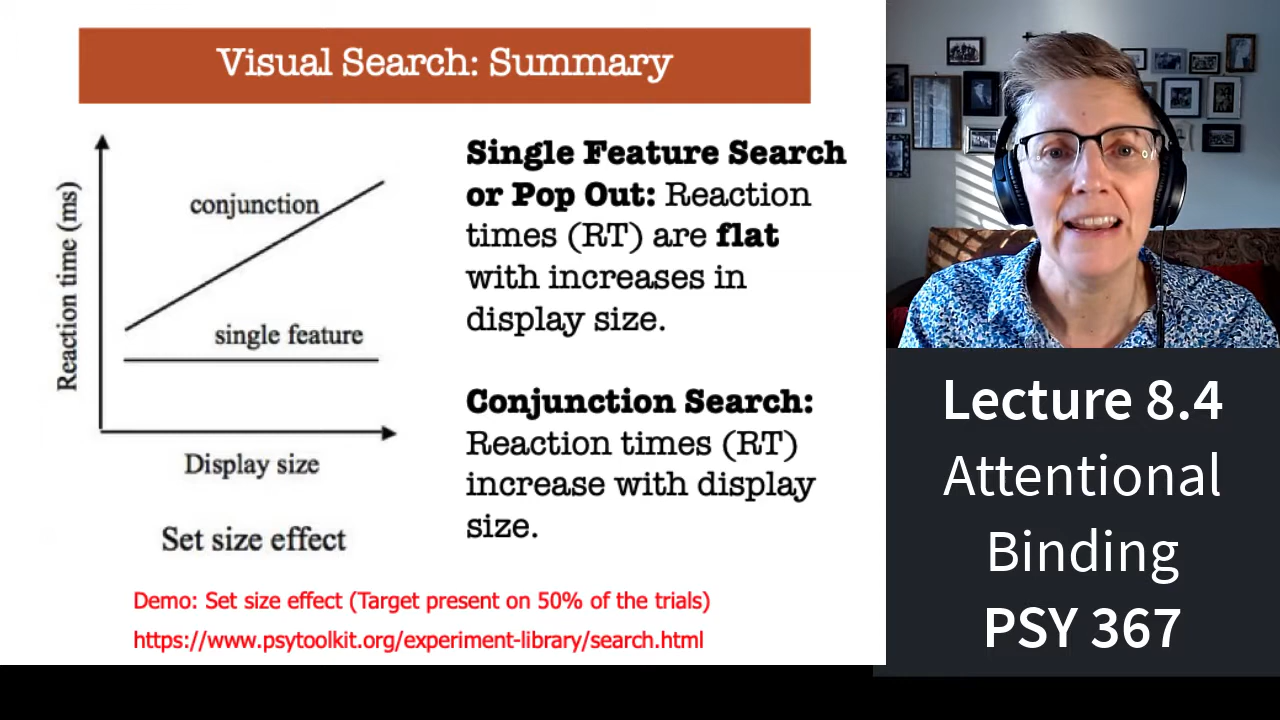 Visual Search: Summary
Reaction time (ms)
conjunction
single feature
Display size
Set size effect
Single Feature Search
or Pop Out: Reaction
times (RT) are flat
with increases in
display size.
Conjunction Search:
Reaction times (RT)
increase with display
size.
Demo: Set size effect (Target present on 50% of the trials)
https://www.psytoolkit.org/experiment-library/search.html
Lecture 8.4
Attentional
Binding
PSY 367